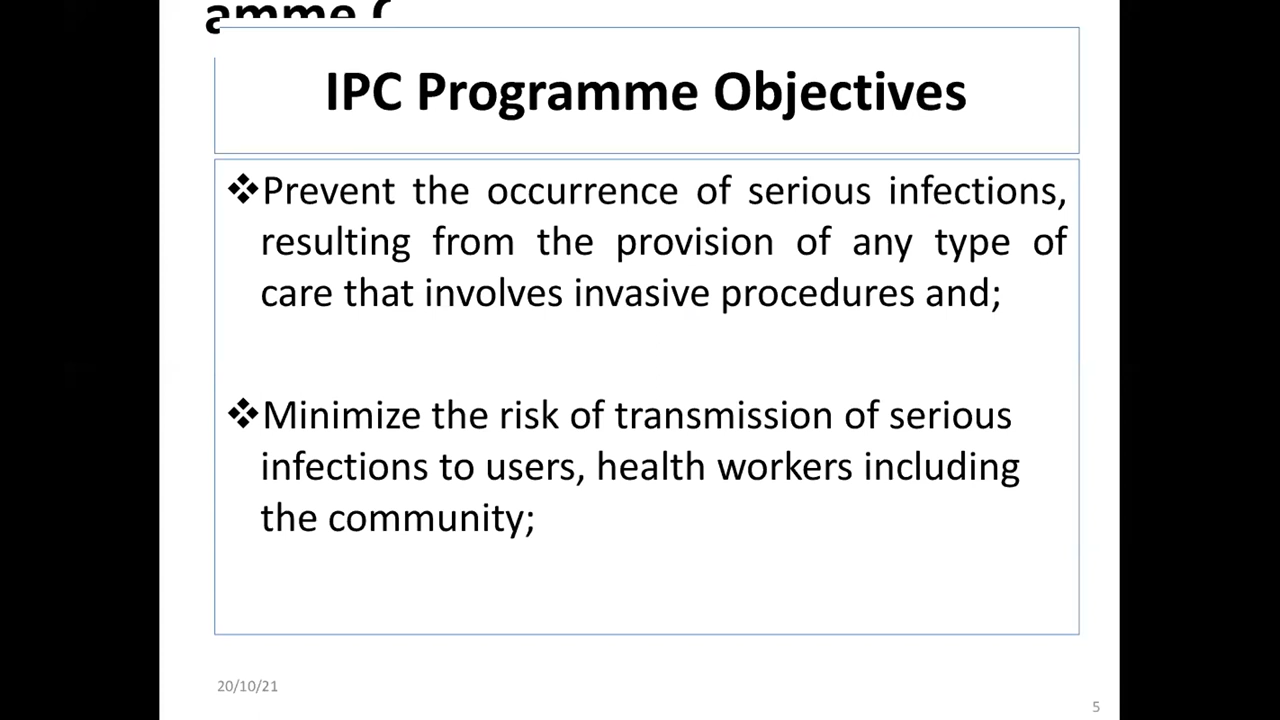 amme
IPC Programme Objectives
❖Prevent the occurrence of serious infections,
resulting from the provision of any type of
care that involves invasive procedures and;
❖Minimize the risk of transmission of serious
infections to users, health workers including
the community;
20/10/21
5